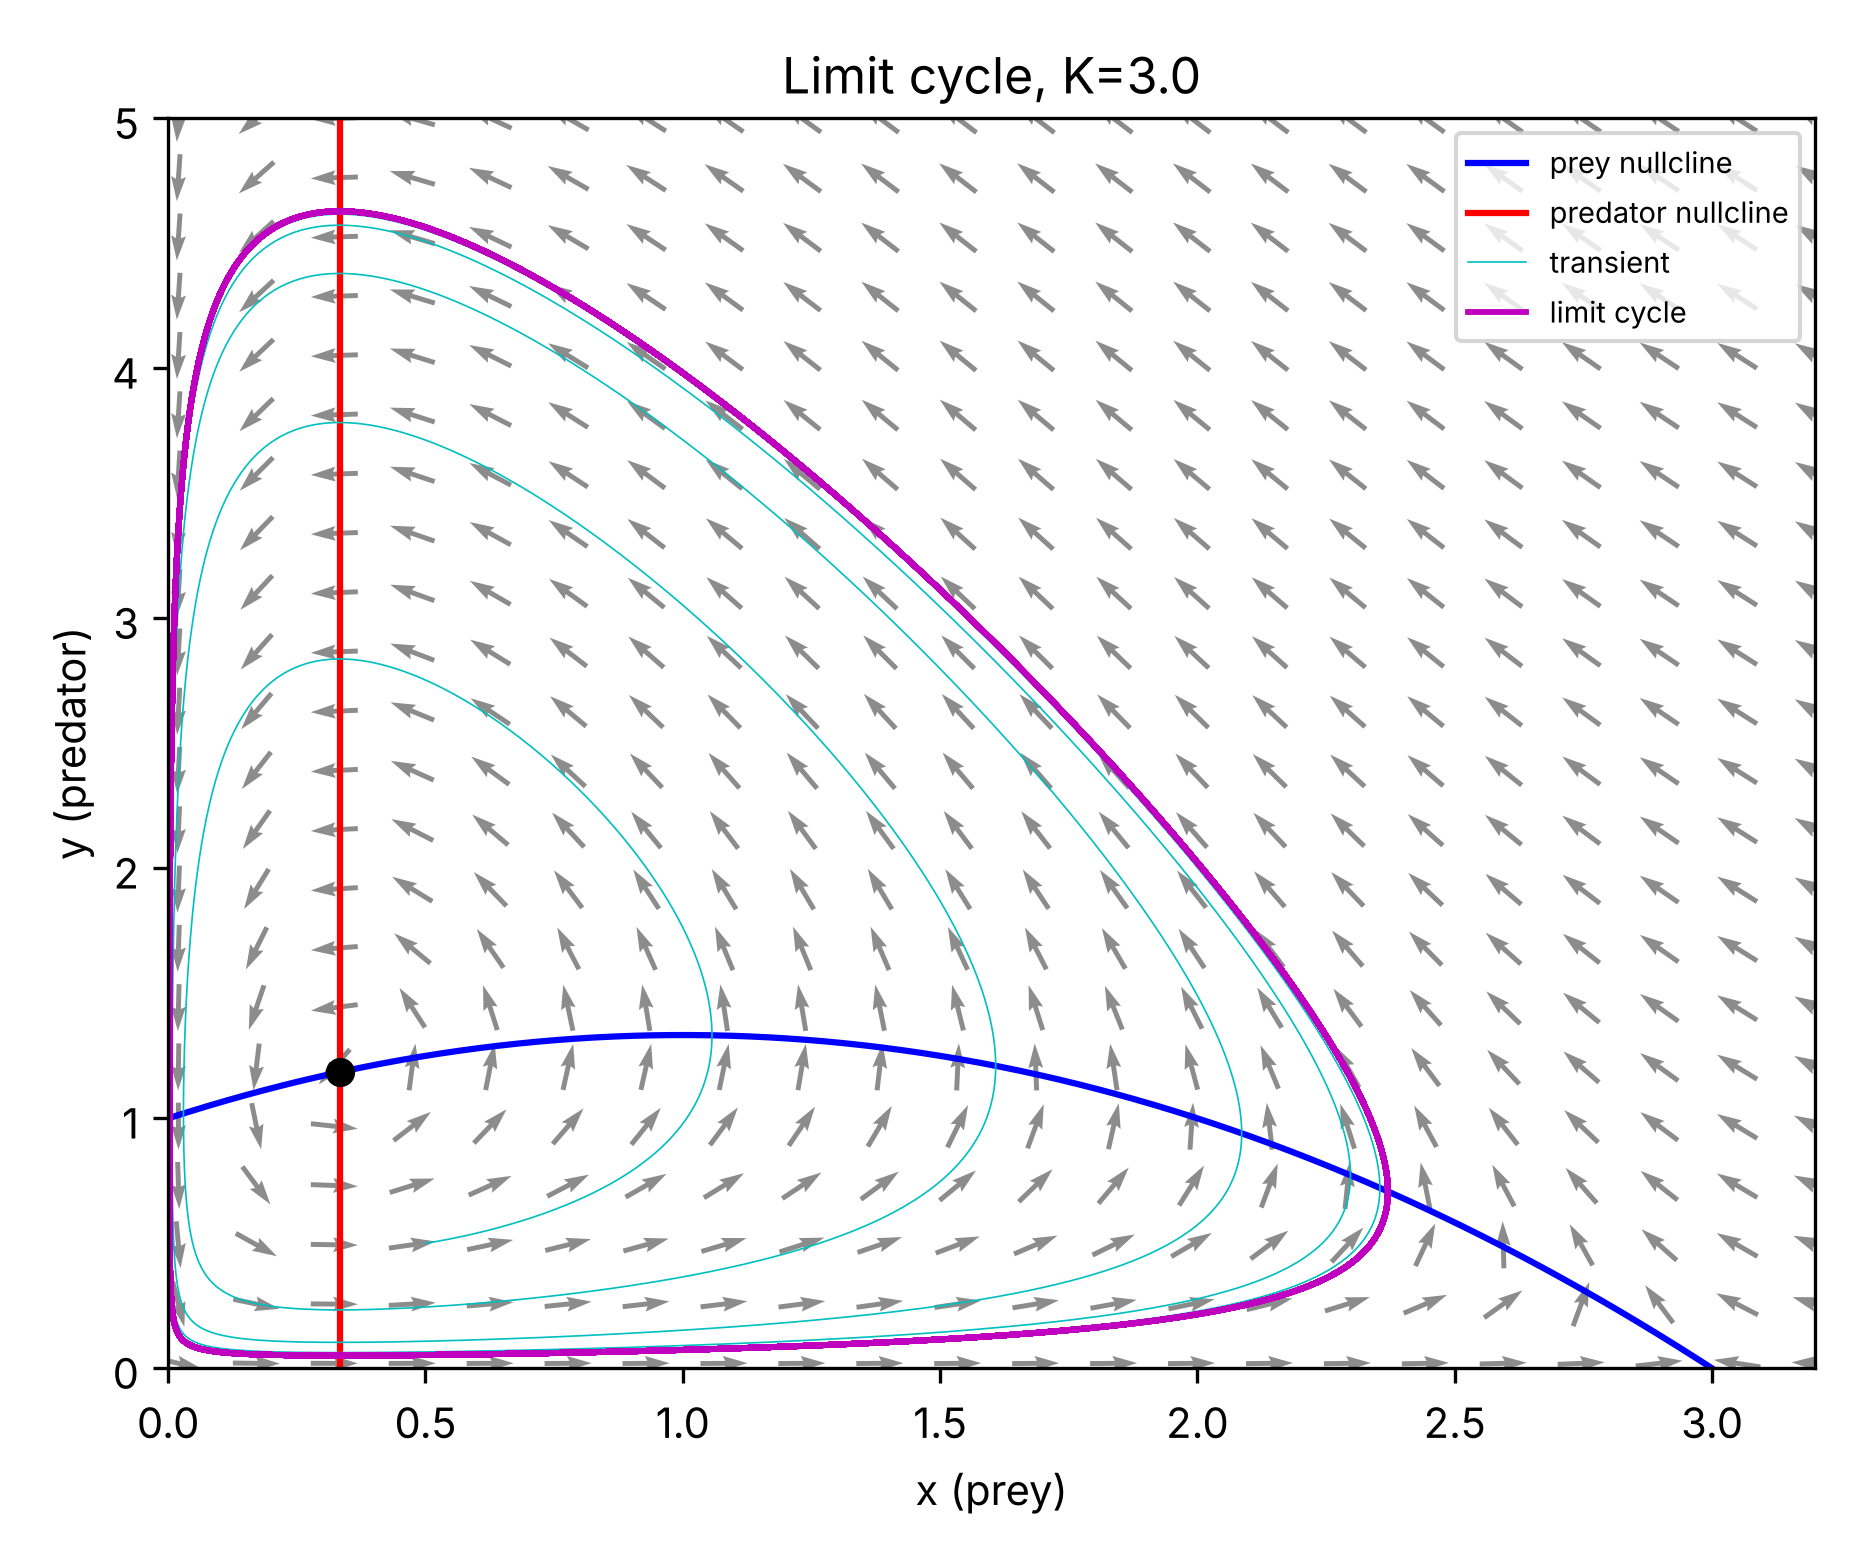 Limit cycle, K=3.0
prey nullcline
predator nullcline
transient
limit cycle
y (predator)
5
4
3
2
1
0
0.0 0.5 1.0 1.5 2.0 2.5 3.0
x (prey)